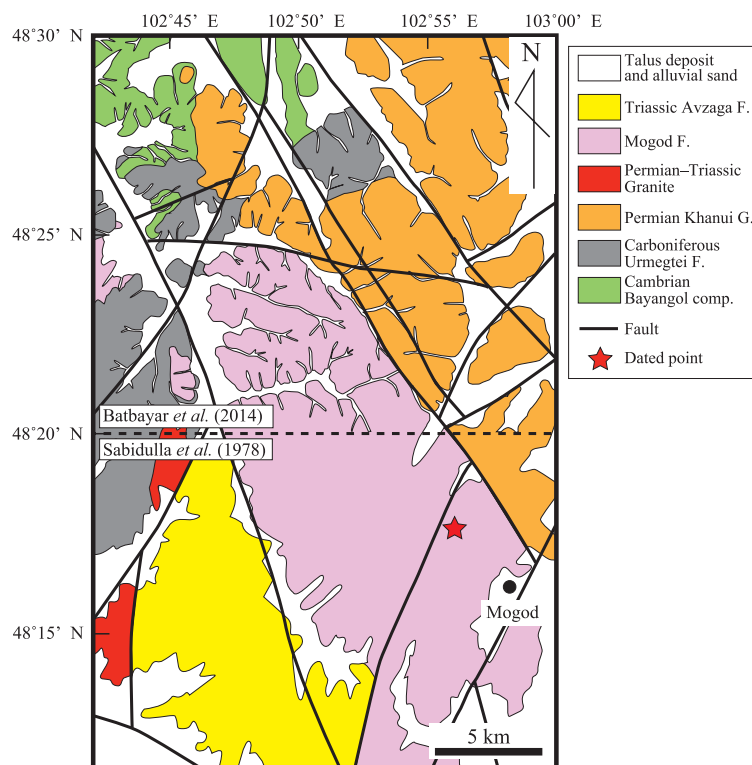 102˚45’ E
102˚50’ E
102˚55’ E
103˚00’ E
48˚30’ N
48˚25’ N
48˚20’ N
48˚15’ N
N
Batbayar et al. (2014)
Sabidulla et al. (1978)
Mogod
5 km
Talus deposit
and alluvial sand
Triassic Avzaga F.
Mogod F.
Permian–Triassic
Granite
Permian Khanui G.
Carboniferous
Urmegtei F.
Cambrian
Bayangol comp.
Fault
Dated point